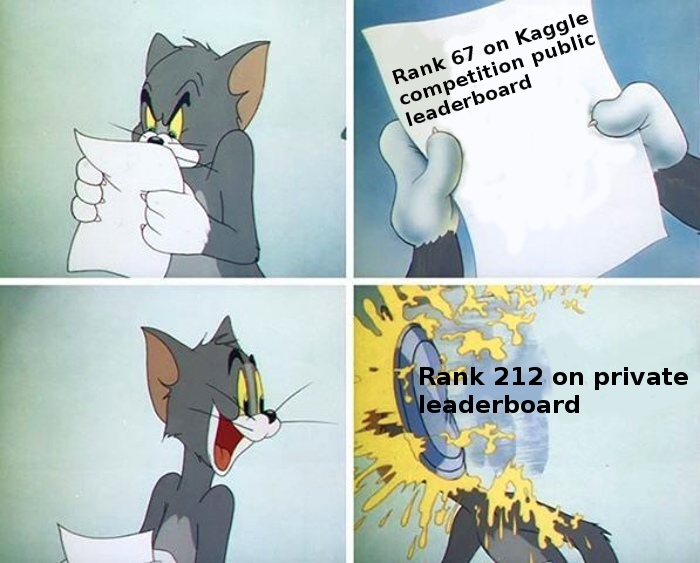 Rank 67 on Kaggle
competition public
leaderboard
Rank 212 on private
leaderboard